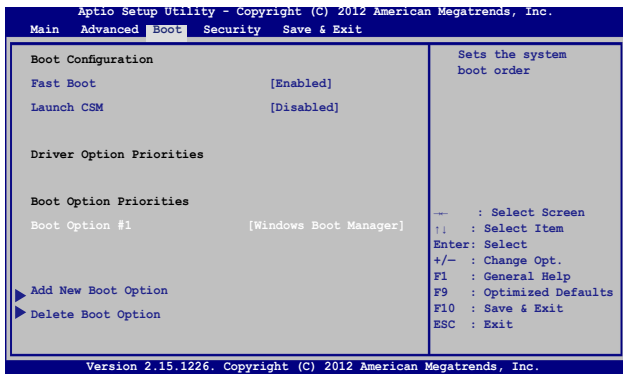 Aptio Setup Utility - Copyright (C) 2012 American Megatrends, Inc.
Main Advanced Boot Security Save & Exit
Boot Configuration
Fast Boot [Enabled]
Launch CSM [Disabled]
Driver Option Priorities
Boot Option Priorities
Boot Option #1 [Windows Boot Manager]
Add New Boot Option
Delete Boot Option
Sets the system
boot order
→← : Select Screen
↑↓ : Select Item
Enter: Select
+/— : Change Opt.
F1 : General Help
F9 : Optimized Defaults
F10 : Save & Exit
ESC : Exit
Version 2.15.1226. Copyright (C) 2012 American Megatrends, Inc.